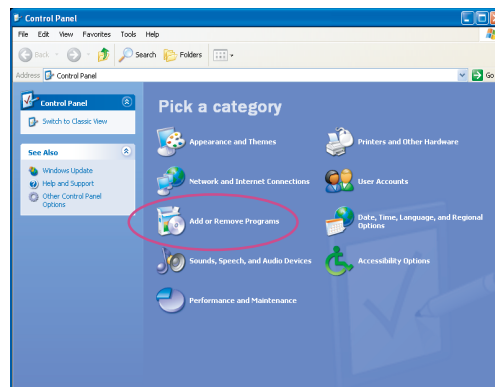 Control Panel
File Edit View Favorites Tools Help
Back Search Folders
Address Control Panel Go
Control Panel
Switch to Classic View
See Also
Windows Update
Help and Support
Other Control Panel
Options
Pick a category
Appearance and Themes
Printers and Other Hardware
Network and Internet Connections
User Accounts
Add or Remove Programs
Date, Time, Language, and Regional
Options
Sounds, Speech, and Audio Devices
Accessibility Options
Performance and Maintenance